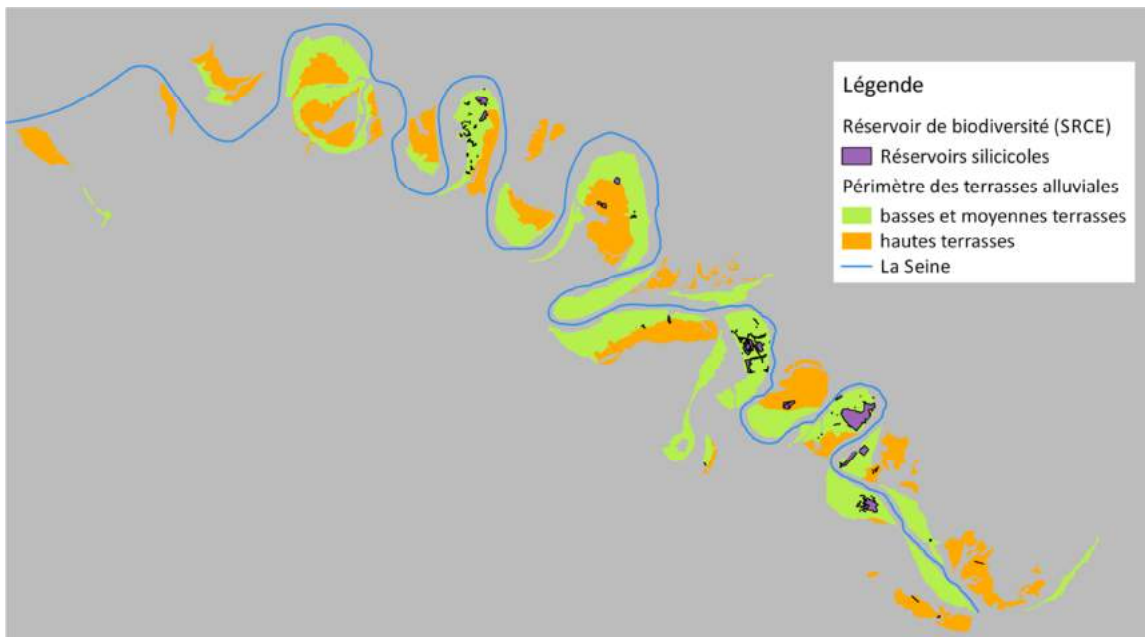 Légende
Réservoir de biodiversité (SRCE)
Réservoirs silicicoles
Périmètre des terrasses alluviales
basses et moyennes terrasses
hautes terrasses
La Seine